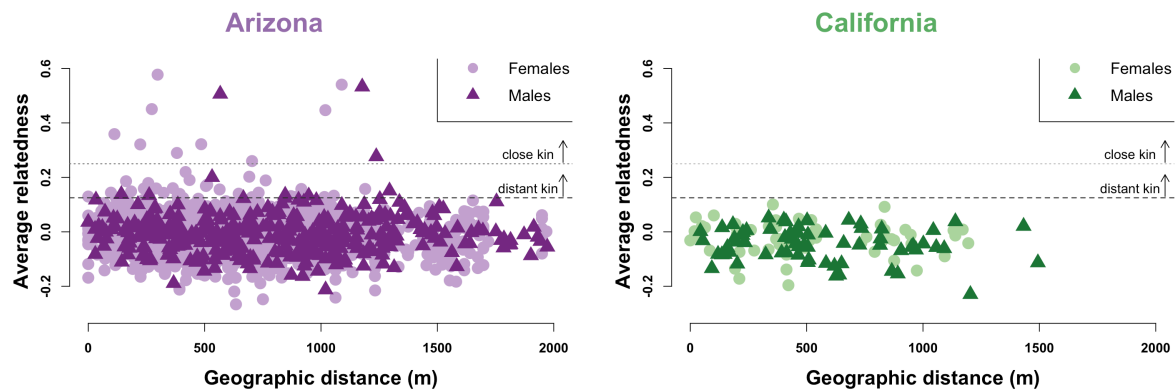 Arizona
Average relatedness
0.6
0.4
0.2
0.0
-0.2
Females
Males
close kin
distant kin
0
500
1000
1500
2000
Geographic distance (m)
California
Average relatedness
0.6
0.4
0.2
0.0
-0.2
Females
Males
close kin
distant kin
0
500
1000
1500
2000
Geographic distance (m)